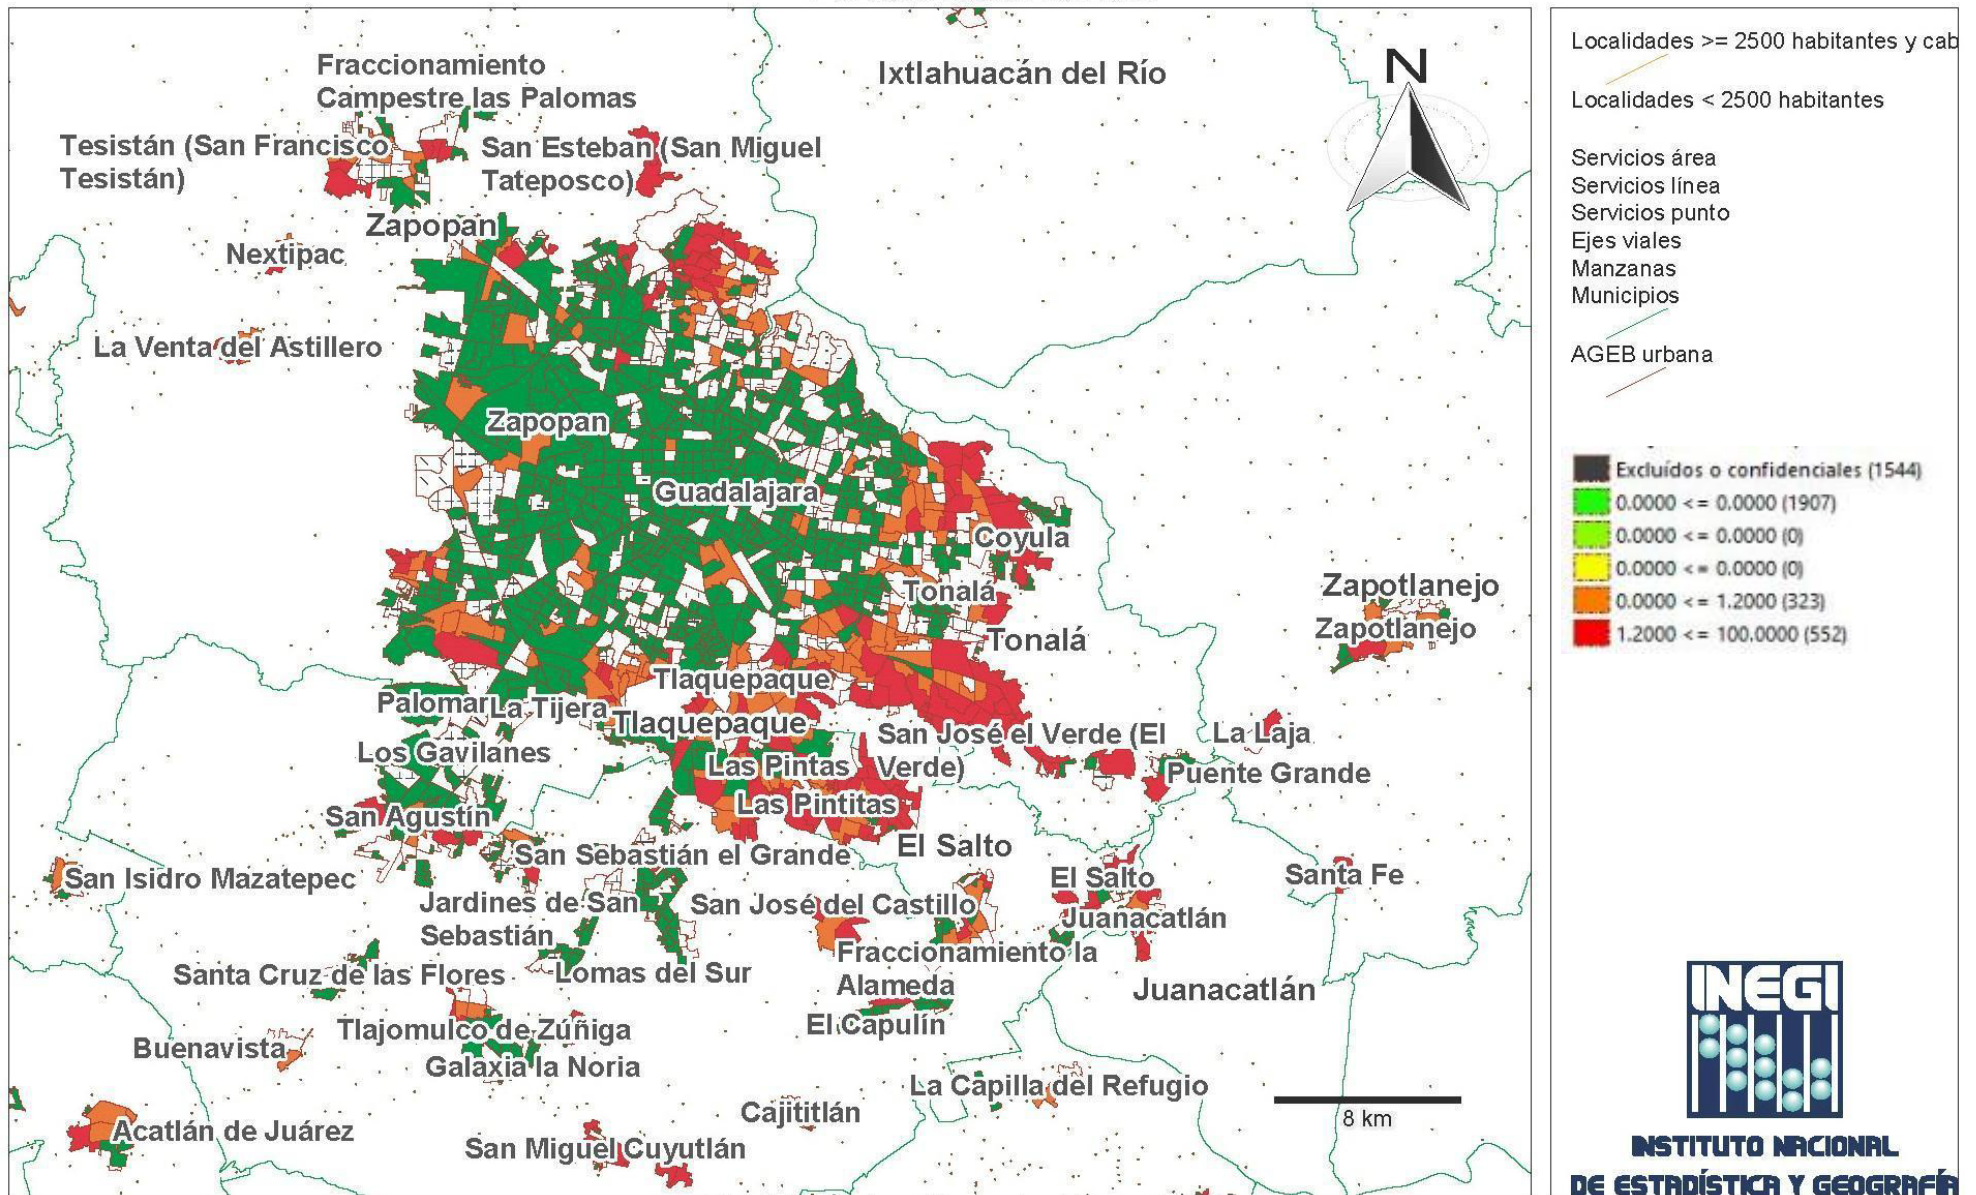 Fraccionamiento
Campestre las Palomas
Ixtlahuacán del Río
N
Tesistán (San Francisco
Tesistán)
San Esteban (San Miguel
Tateposco)
Zapopan
Nextipac
La Venta del Astillero
Zapopan
Guadalajara
Coyula
Tonalá
Zapotlanejo
Zapotlanejo
Tonalá
Tlaquepaque
Palomar
La Tijera
Tlaquepaque
San José el Verde (El
Verde)
La Laja
Los Gavilanes
Las Pintas
Puente Grande
Las Pintitas
San Agustín
El Salto
San Sebastián el Grande
San Isidro Mazatepec
El Salto
Santa Fe
Jardines de San
Sebastián
San José del Castillo
Juanacatlán
Fraccionamiento la
Alameda
Santa Cruz de las Flores
Lomas del Sur
Juanacatlán
El Capulín
Tlajomulco de Zúñiga
Buenavista
Galaxia la Noria
La Capilla del Refugio
Cajititlán
8 km
Acatlán de Juárez
San Miguel Cuyutlán
Localidades >= 2500 habitantes y cab
Localidades < 2500 habitantes
Servicios área
Servicios línea
Servicios punto
Ejes viales
Manzanas
Municipios
AGEB urbana
Excluídos o confidenciales (1544)
0.0000 <= 0.0000 (1907)
0.0000 <= 0.0000 (0)
0.0000 <= 0.0000 (0)
0.0000 <= 1.2000 (323)
1.2000 <= 100.0000 (552)
INEGI
INSTITUTO NACIONAL
DE ESTADÍSTICA Y GEOGRAFÍA